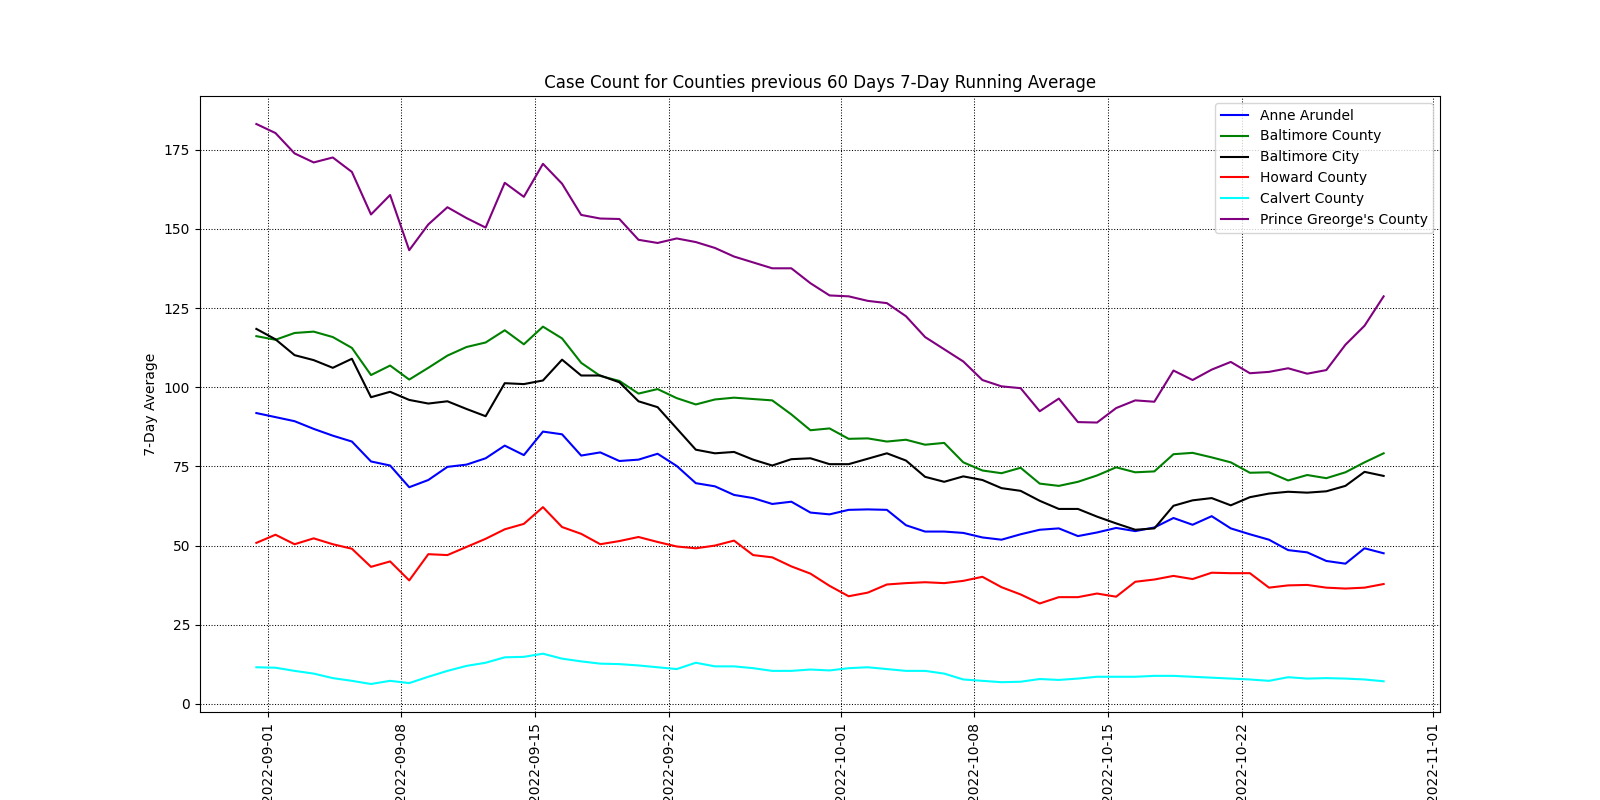 Case Count for Counties previous 60 Days 7-Day Running Average
Anne Arundel
Baltimore County
Baltimore City
Howard County
Calvert County
Prince Greorge's County
7-Day Average
175
150
125
100
75
50
25
0
2022-09-01
2022-09-08
2022-09-15
2022-09-22
2022-10-01
2022-10-08
2022-10-15
2022-10-22
2022-11-01